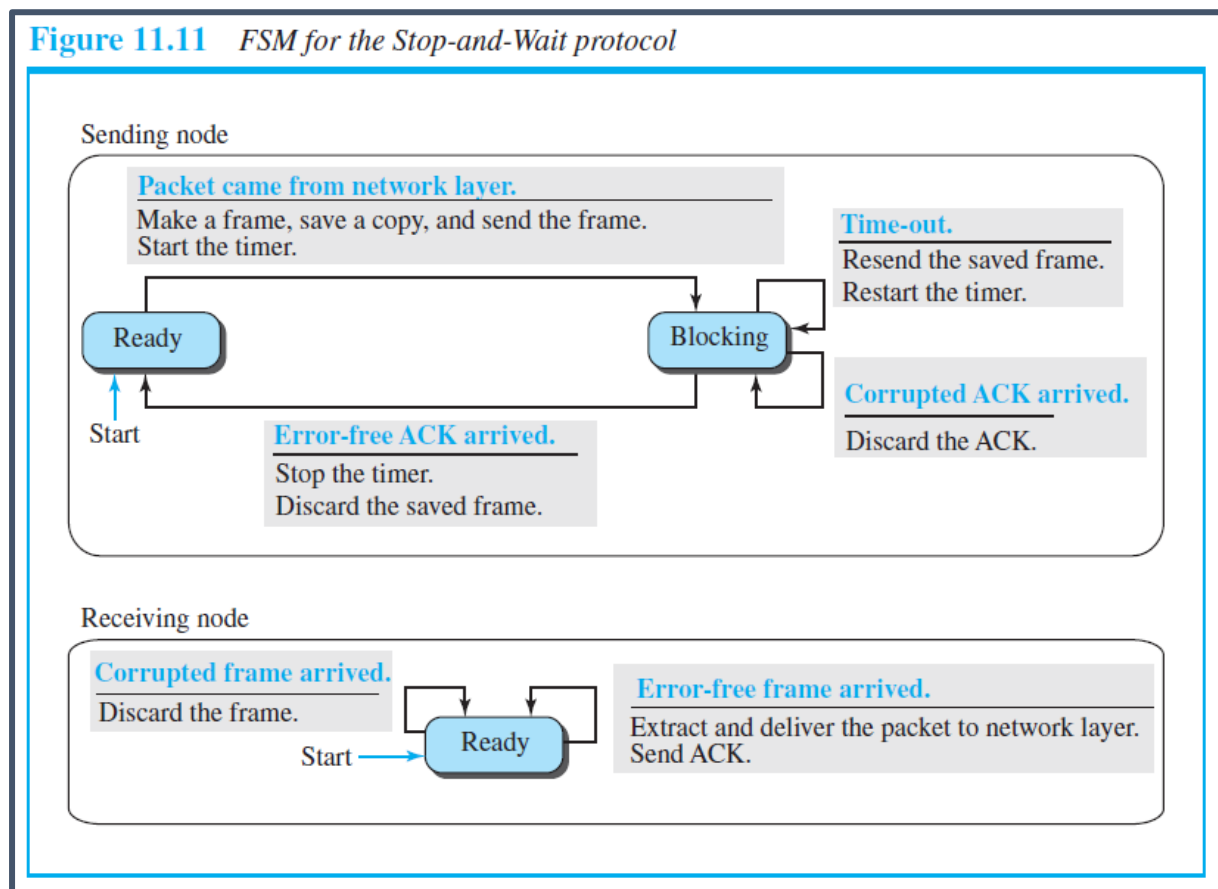 Figure 11.11 FSM for the Stop-and-Wait protocol
Sending node
Packet came from network layer.
Make a frame, save a copy, and send the frame.
Start the timer.
Time-out.
Resend the saved frame.
Restart the timer.
Ready
Blocking
Start
Error-free ACK arrived.
Stop the timer.
Discard the saved frame.
Corrupted ACK arrived.
Discard the ACK.
Receiving node
Corrupted frame arrived.
Discard the frame.
Start
Ready
Error-free frame arrived.
Extract and deliver the packet to network layer.
Send ACK.